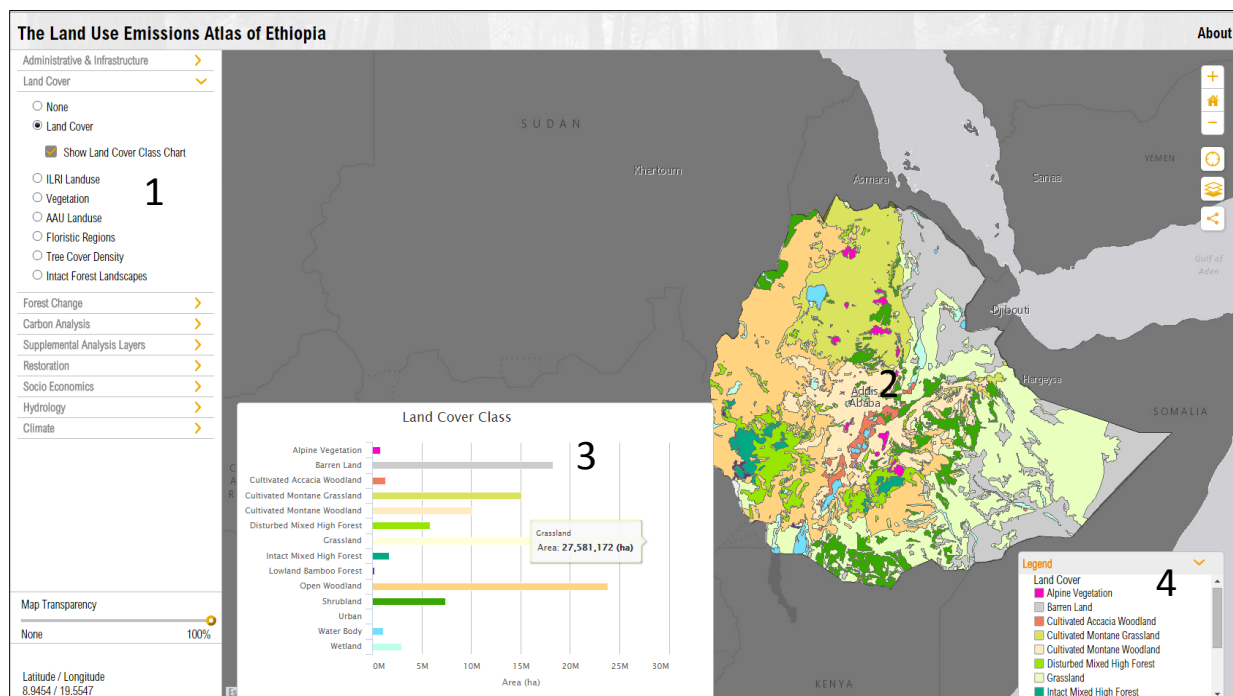 The Land Use Emissions Atlas of Ethiopia
About
Administrative & Infrastructure
Land Cover
None
Land Cover
Show Land Cover Class Chart
ILRI Landuse
Vegetation
AAU Landuse
Floristic Regions
Tree Cover Density
Intact Forest Landscapes
1
Forest Change
Carbon Analysis
Supplemental Analysis Layers
Restoration
Socio Economics
Hydrology
Climate
Map Transparency
None 100%
Latitude / Longitude
8.9454 / 19.5547
SUDAN
Khartoum
Asmara
Sanaa
YEMEN
Gulf of
Aden
Djibouti
Hargeysa
SOMALIA
Addis
Ababa
2
KENYA
Land Cover Class
3
Alpine Vegetation
Barren Land
Cultivated Accacia Woodland
Cultivated Montane Grassland
Cultivated Montane Woodland
Disturbed Mixed High Forest
Grassland
Intact Mixed High Forest
Lowland Bamboo Forest
Open Woodland
Shrubland
Urban
Water Body
Wetland
Grassland
Area: 27,581,172 (ha)
0M 5M 10M 15M 20M 25M 30M
Area (ha)
Legend
4
Land Cover
Alpine Vegetation
Barren Land
Cultivated Accacia Woodland
Cultivated Montane Grassland
Cultivated Montane Woodland
Disturbed Mixed High Forest
Grassland
Intact Mixed High Forest